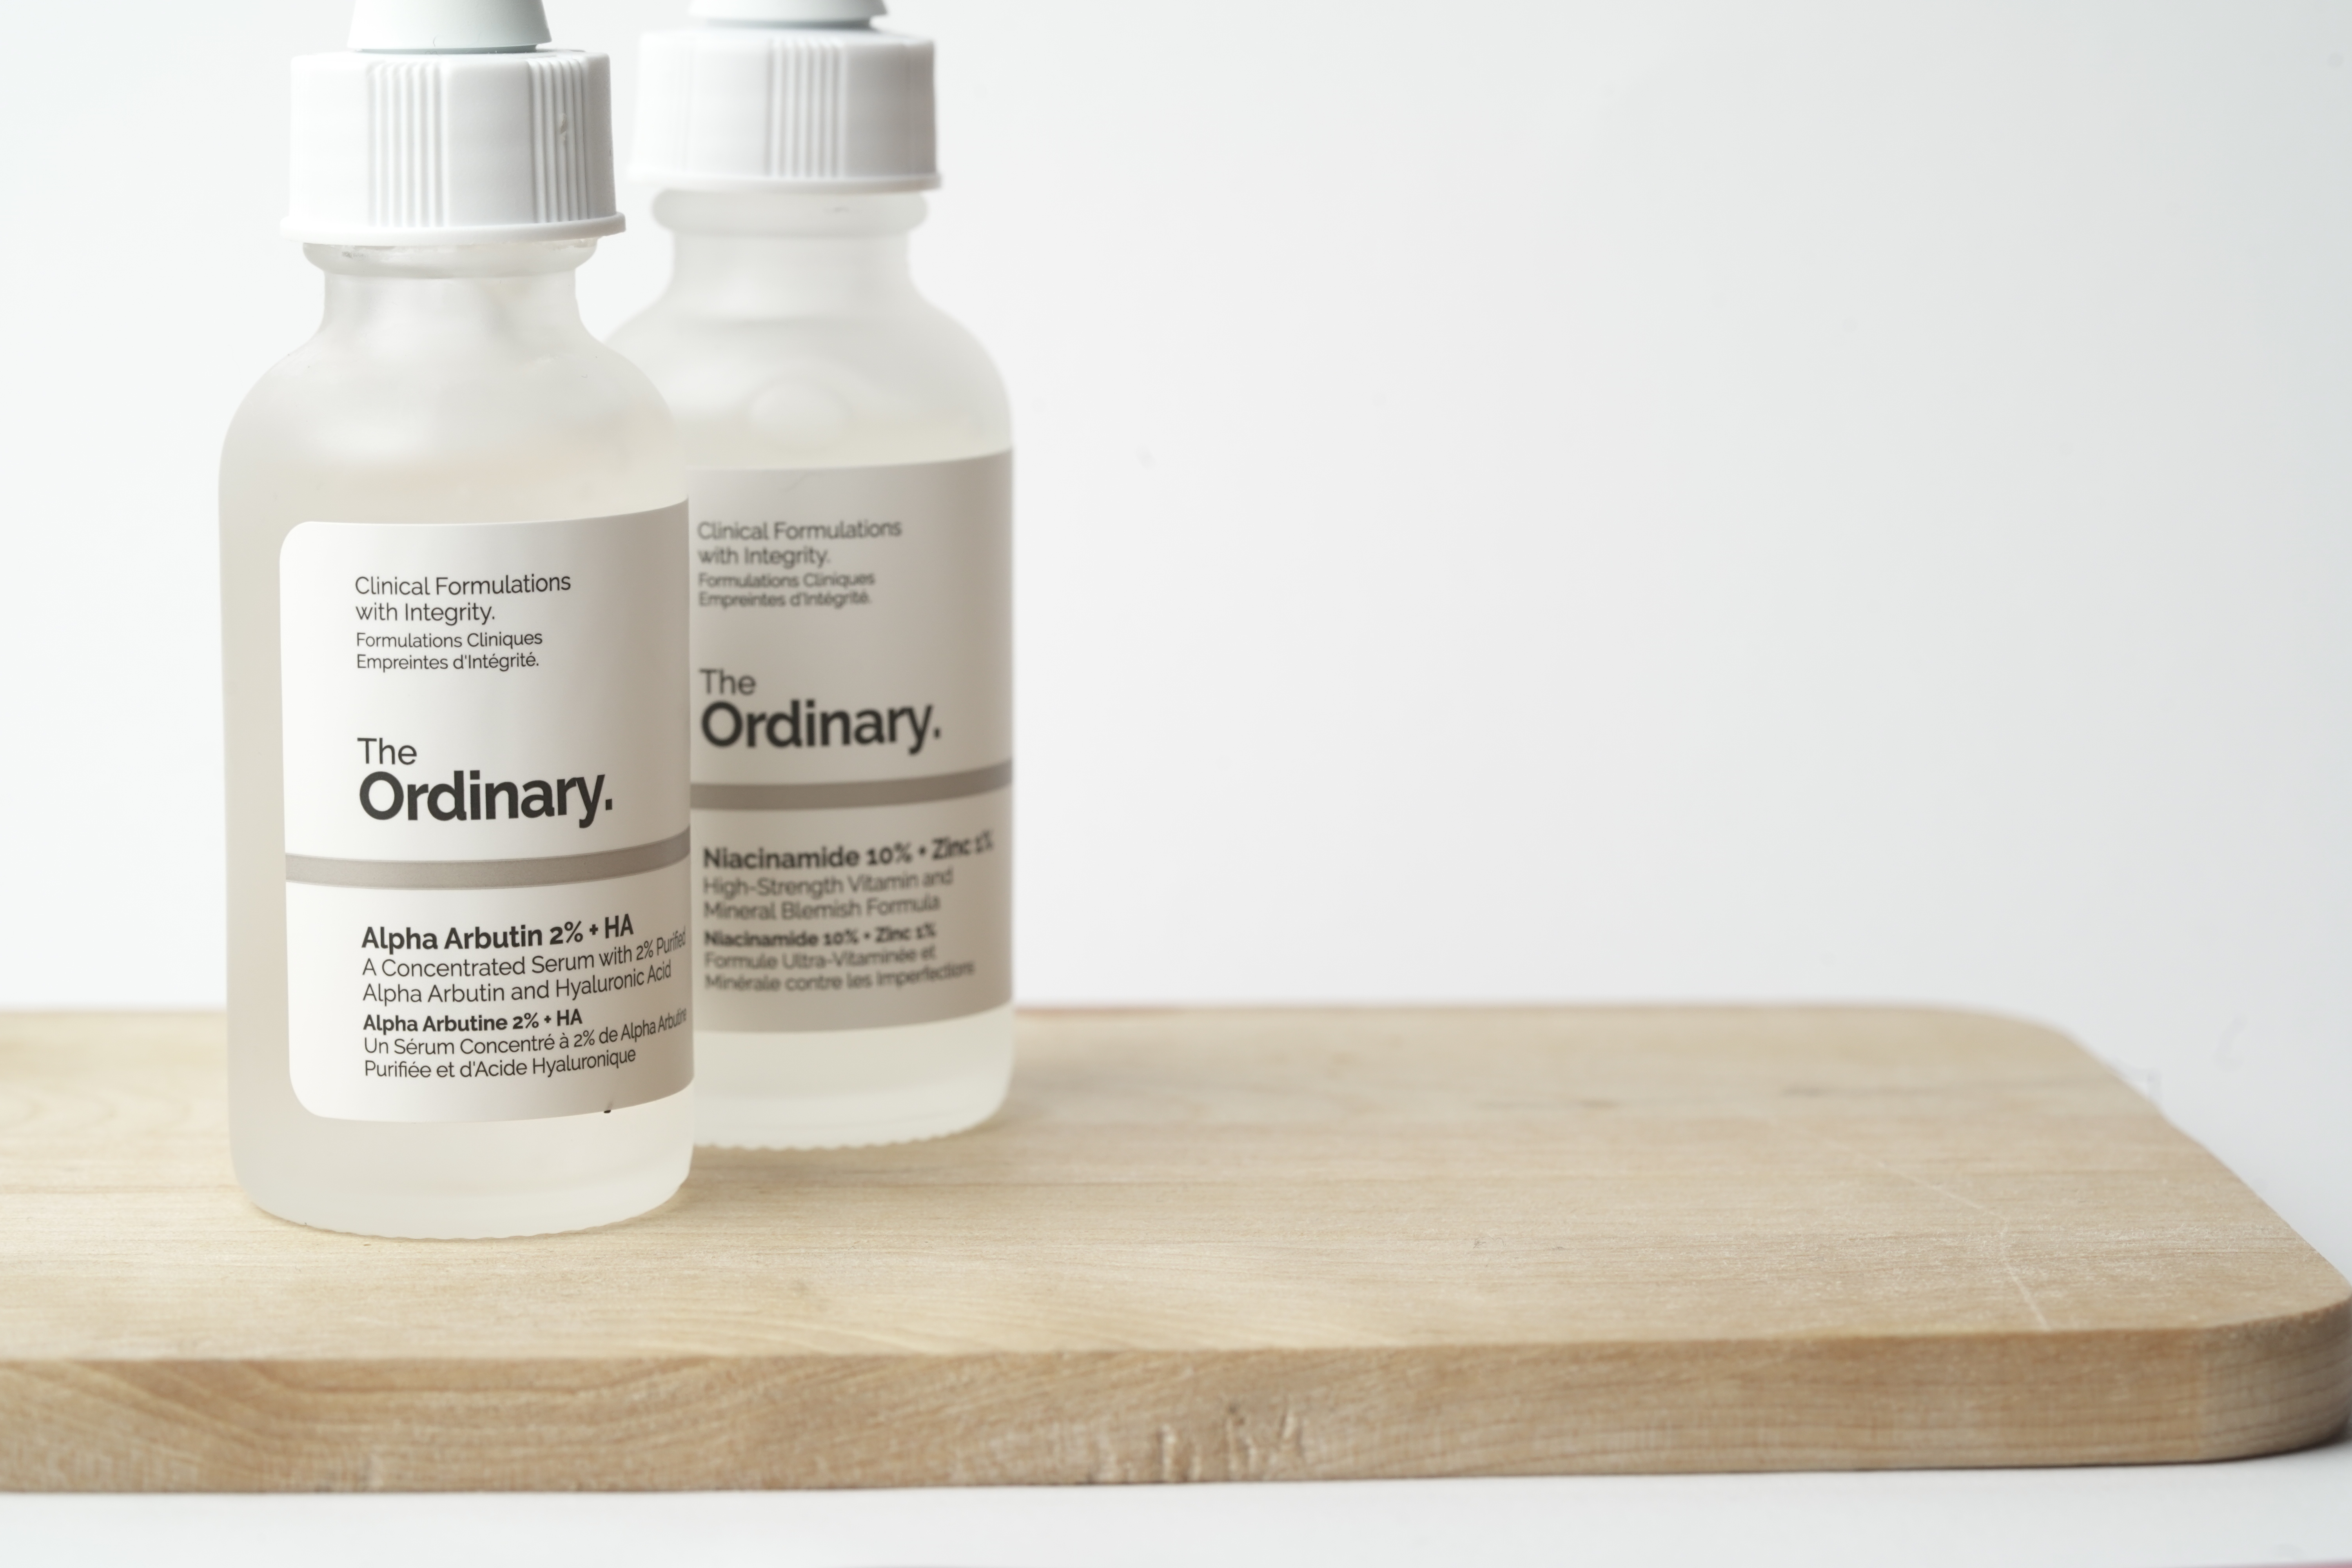 Clinical Formulations
with Integrity.
Formulations Cliniques
Empreintes d'Intégrité.
The
Ordinary.
Alpha Arbutin 2% + HA
A Concentrated Serum with 2% Purified
Alpha Arbutin and Hyaluronic Acid
Alpha Arbutine 2% + HA
Un Sérum Concentré à 2% de Alpha Arbutine
Purifiée et d'Acide Hyaluronique
Clinical Formulations
with Integrity.
Formulations Cliniques
Empreintes d'Intégrité.
The
Ordinary.
Niacinamide 10% + Zinc 1%
High-Strength Vitamin and
Mineral Blemish Formula
Niacinamide 10% + Zinc 1%
Formule Ultra-Vitaminée et
Minérale contre les Imperfections